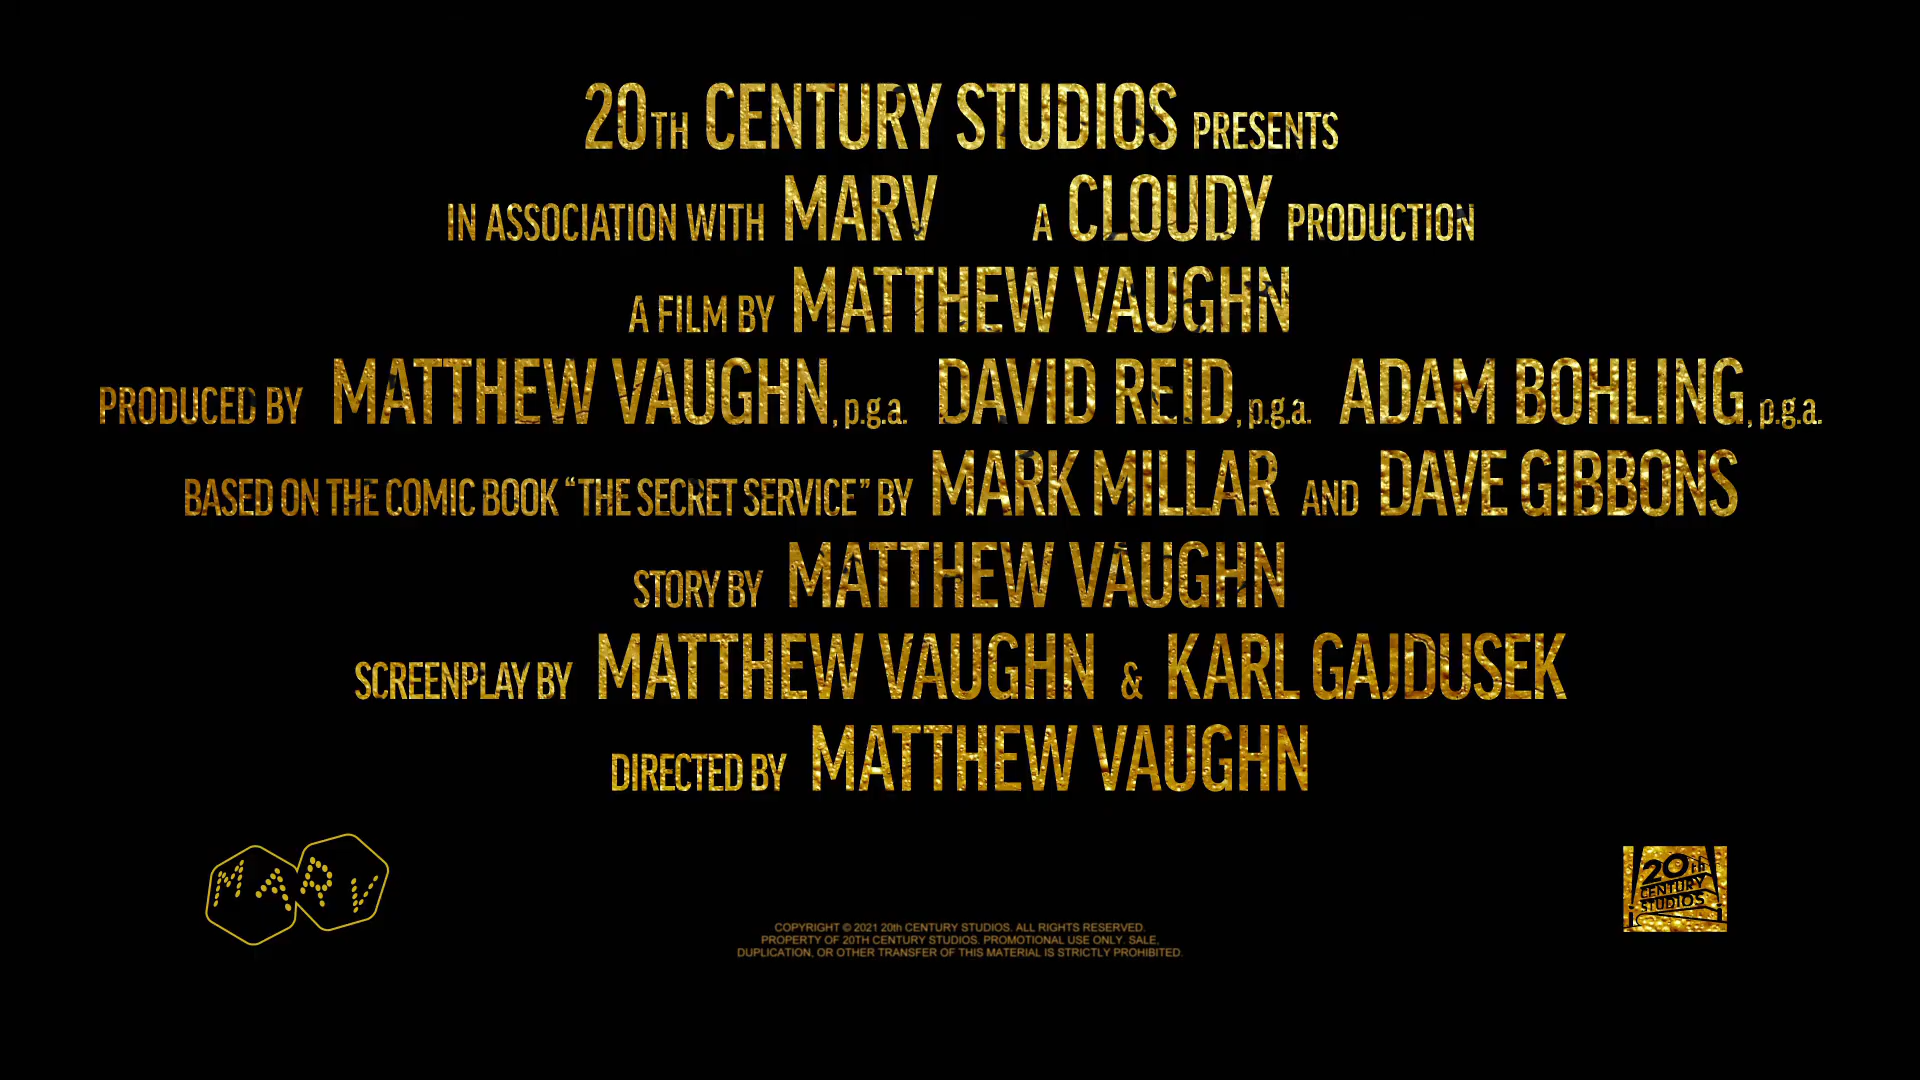 20TH CENTURY STUDIOS PRESENTS
IN ASSOCIATION WITH MARV A CLOUDY PRODUCTION
A FILM BY MATTHEW VAUGHN
PRODUCED BY MATTHEW VAUGHN, p.g.a. DAVID REID, p.g.a. ADAM BOHLING, p.g.a.
BASED ON THE COMIC BOOK “THE SECRET SERVICE” BY MARK MILLAR AND DAVE GIBBONS
STORY BY MATTHEW VAUGHN
SCREENPLAY BY MATTHEW VAUGHN & KARL GAJDUSEK
DIRECTED BY MATTHEW VAUGHN
MARV
20th
CENTURY
STUDIOS
COPYRIGHT © 2021 20th CENTURY STUDIOS. ALL RIGHTS RESERVED.
PROPERTY OF 20TH CENTURY STUDIOS. PROMOTIONAL USE ONLY. SALE,
DUPLICATION, OR OTHER TRANSFER OF THIS MATERIAL IS STRICTLY PROHIBITED.